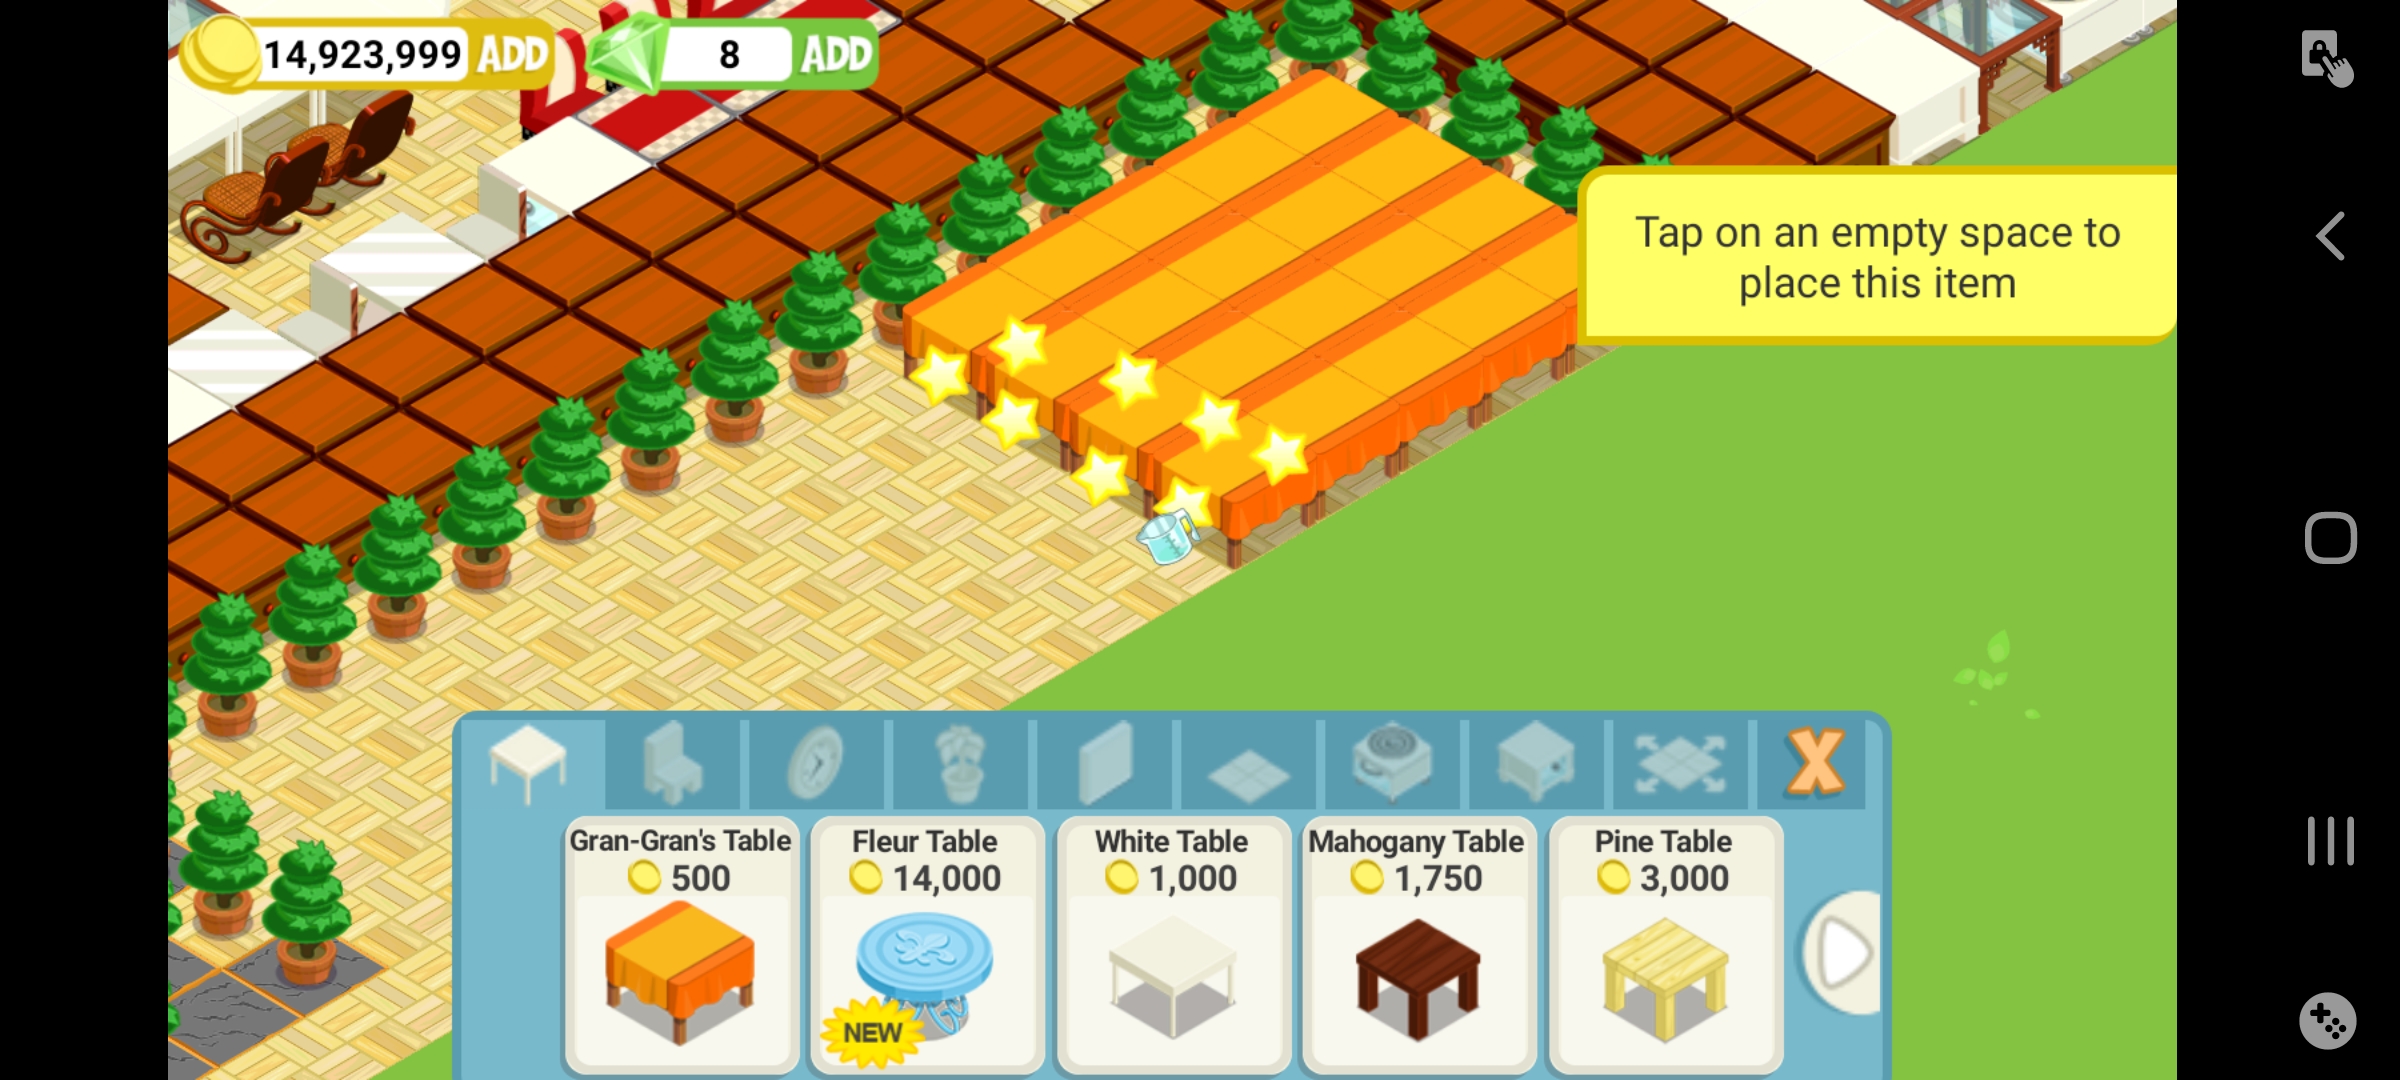 14,923,999 ADD
8 ADD
Tap on an empty space to
place this item
Gran-Gran's Table
500
Fleur Table
14,000
NEW
White Table
1,000
Mahogany Table
1,750
Pine Table
3,000
X